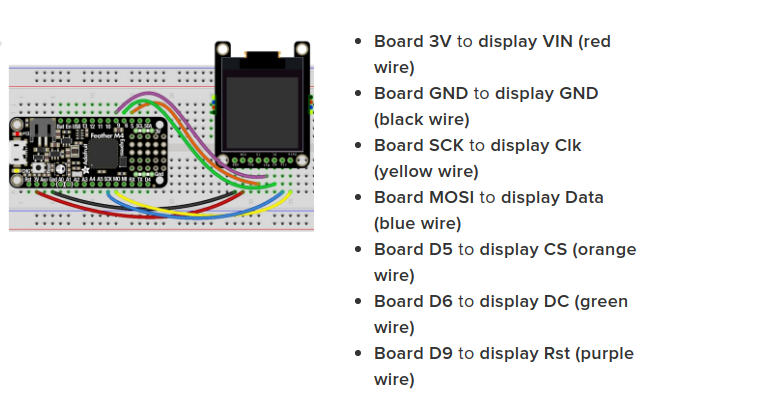 Feather M4
Board 3V to display VIN (red
wire)
Board GND to display GND
(black wire)
Board SCK to display Clk
(yellow wire)
Board MOSI to display Data
(blue wire)
Board D5 to display CS (orange
wire)
Board D6 to display DC (green
wire)
Board D9 to display Rst (purple
wire)